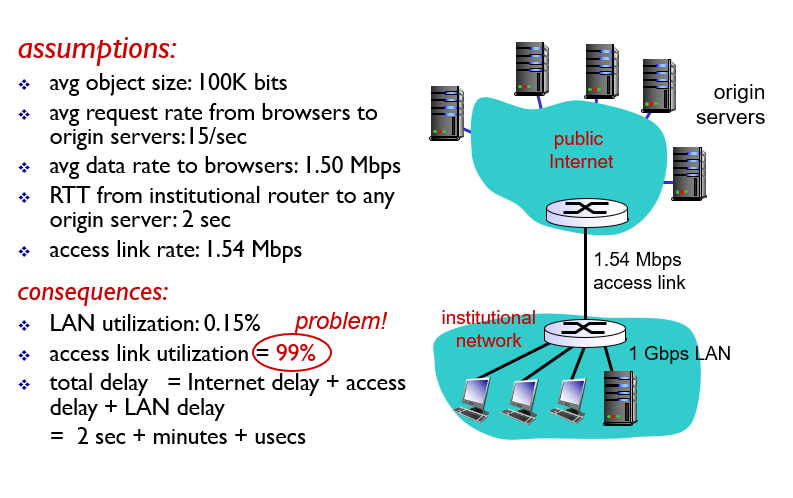 assumptions:
avg object size: 100K bits
avg request rate from browsers to
origin servers:15/sec
avg data rate to browsers: 1.50 Mbps
RTT from institutional router to any
origin server: 2 sec
access link rate: 1.54 Mbps
consequences:
LAN utilization: 0.15%
problem!
access link utilization = 99%
total delay = Internet delay + access
delay + LAN delay
= 2 sec + minutes + usecs
origin
servers
public
Internet
1.54 Mbps
access link
institutional
network
1 Gbps LAN